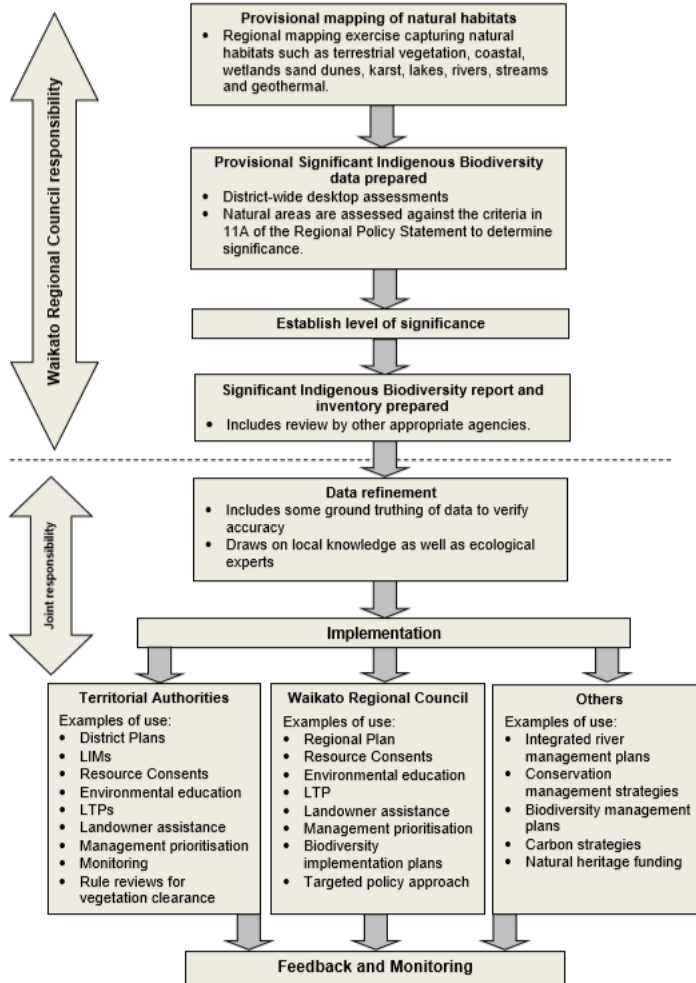 Provisional mapping of natural habitats
• Regional mapping exercise capturing natural
habitats such as terrestrial vegetation, coastal,
wetlands sand dunes, karst, lakes, rivers, streams
and geothermal.
Waikato Regional Council responsibility
Provisional Significant Indigenous Biodiversity
data prepared
• District-wide desktop assessments
• Natural areas are assessed against the criteria in
11A of the Regional Policy Statement to determine
significance.
Establish level of significance
Significant Indigenous Biodiversity report and
inventory prepared
• Includes review by other appropriate agencies.
Joint responsibility
Data refinement
• Includes some ground truthing of data to verify
accuracy
• Draws on local knowledge as well as ecological
experts
Implementation
Territorial Authorities
Examples of use:
• District Plans
• LIMs
• Resource Consents
• Environmental education
• LTPs
• Landowner assistance
• Management prioritisation
• Monitoring
• Rule reviews for
vegetation clearance
Waikato Regional Council
Examples of use:
• Regional Plan
• Resource Consents
• Environmental education
• LTP
• Landowner assistance
• Management prioritisation
• Biodiversity
implementation plans
• Targeted policy approach
Others
Examples of use:
• Integrated river
management plans
• Conservation
management strategies
• Biodiversity management
plans
• Carbon strategies
• Natural heritage funding
Feedback and Monitoring